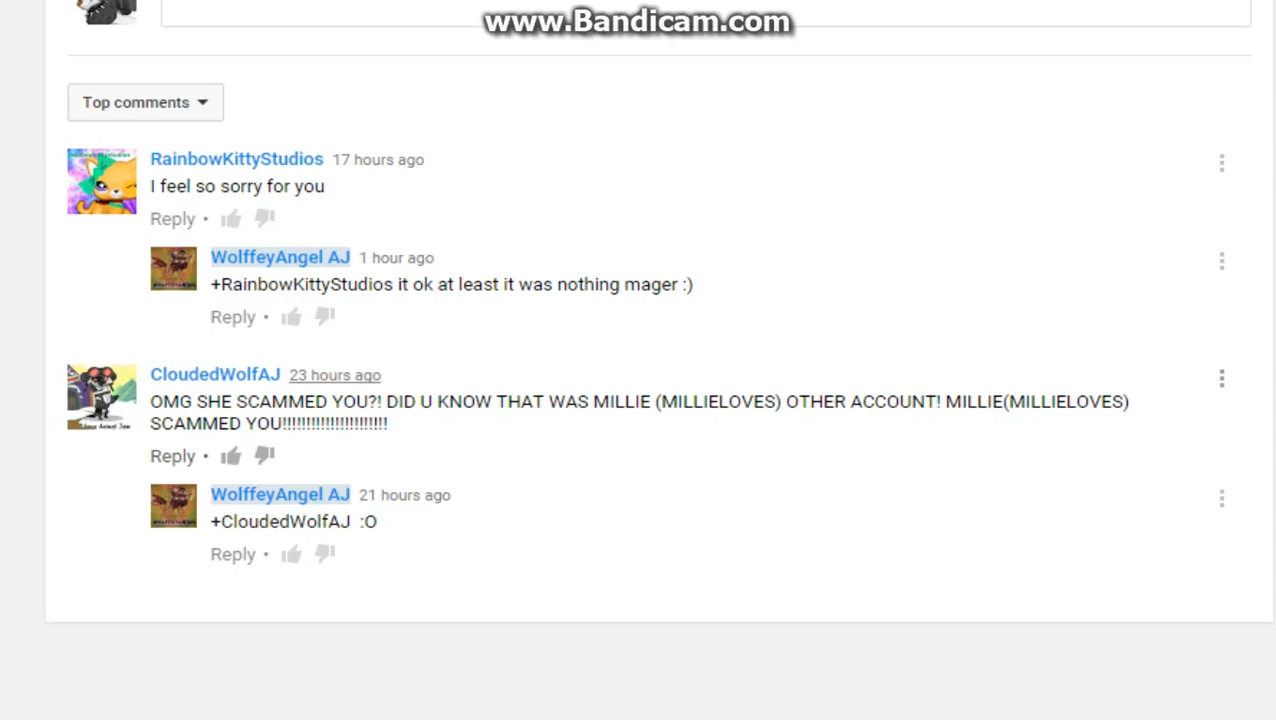 www.Bandicam.com
Top comments
RainbowKittyStudios 17 hours ago
I feel so sorry for you
Reply •
WolffeyAngel AJ 1 hour ago
+RainbowKittyStudios it ok at least it was nothing mager :)
Reply •
CloudedWolfAJ 23 hours ago
OMG SHE SCAMMED YOU?! DID U KNOW THAT WAS MILLIE (MILLIELOVES) OTHER ACCOUNT! MILLIE(MILLIELOVES)
SCAMMED YOU!!!!!!!!!!!!!!!!!!!!!!
Reply •
WolffeyAngel AJ 21 hours ago
+CloudedWolfAJ :O
Reply •